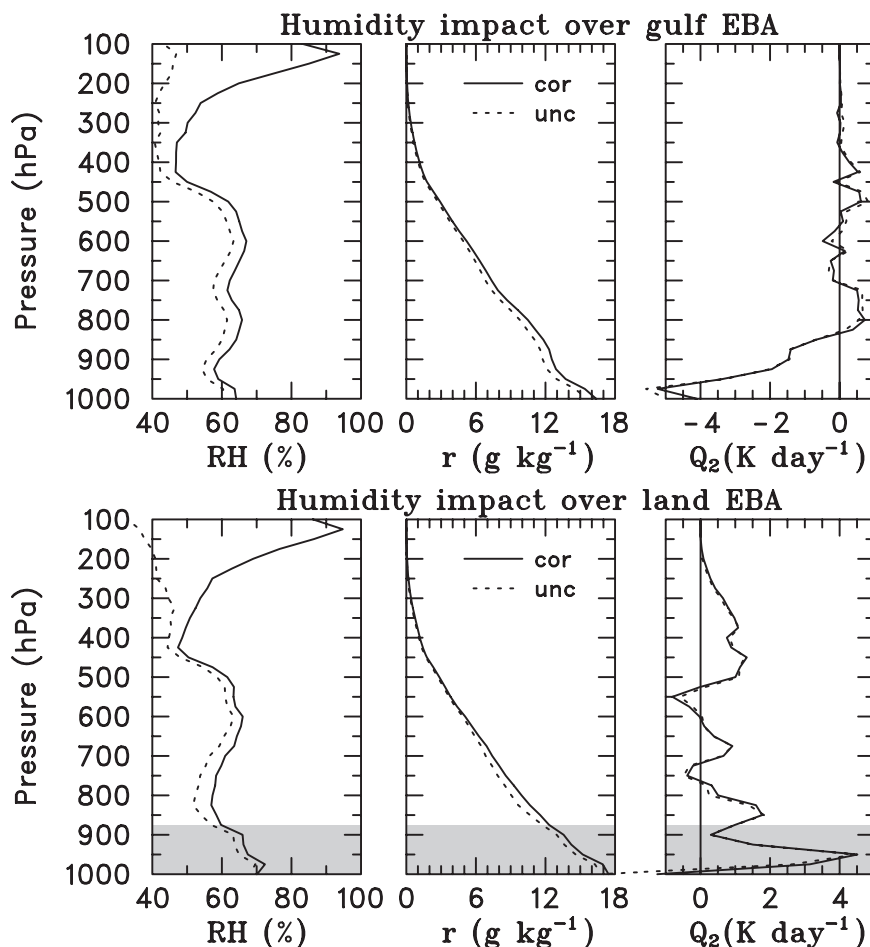 Humidity impact over gulf EBA
Pressure (hPa)
100
200
300
400
500
600
700
800
900
1000
40 60 80 100
RH (%)
cor
unc
0 6 12 18
r (g kg⁻¹)
−4 −2 0
Q₂(K day⁻¹)
Humidity impact over land EBA
Pressure (hPa)
100
200
300
400
500
600
700
800
900
1000
40 60 80 100
RH (%)
cor
unc
0 6 12 18
r (g kg⁻¹)
0 2 4
Q₂(K day⁻¹)